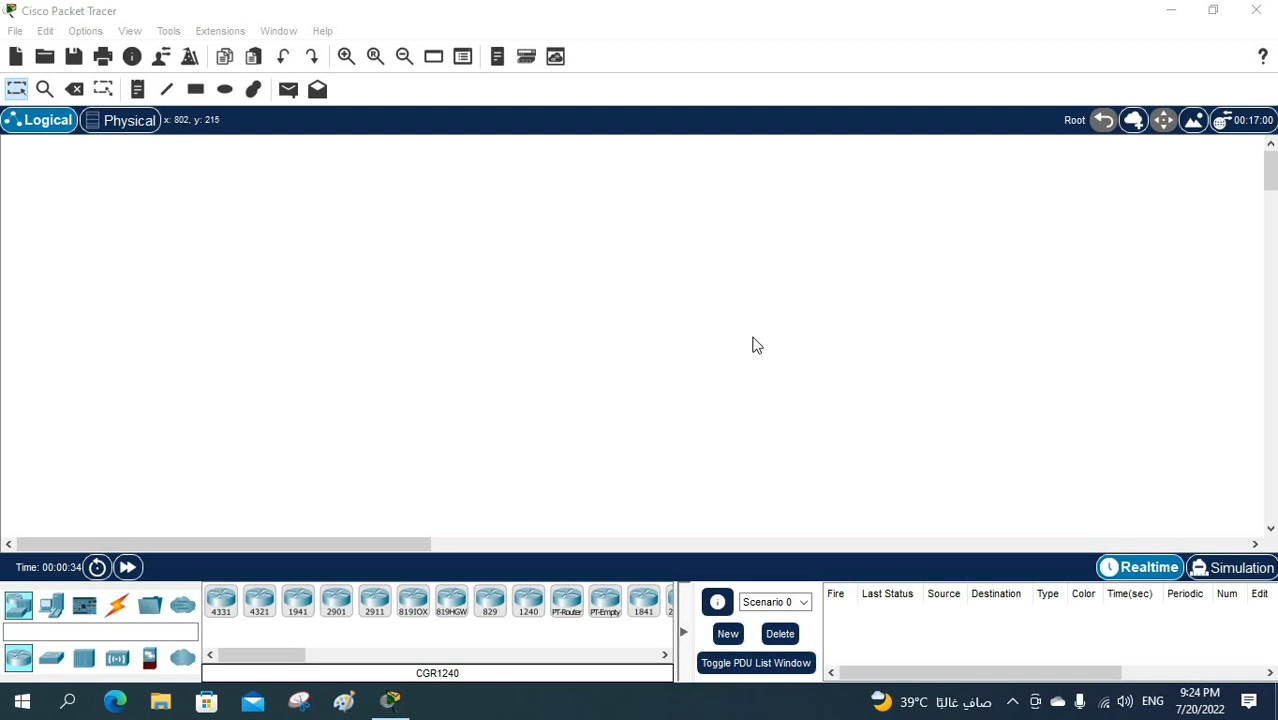 Cisco Packet Tracer
File Edit Options View Tools Extensions Window Help
?
Logical Physical x: 802, y: 215 Root 00:17:00
Time: 00:00:34 Realtime Simulation
4331 4321 1941 2901 2911 819IOX 819HGW 829 1240 PT-Router PT-Empty 1841 2
CGR1240
Scenario 0
New Delete
Toggle PDU List Window
Fire Last Status Source Destination Type Color Time(sec) Periodic Num Edit
39°C صافٍ غالبًا ENG 9:24 PM
7/20/2022